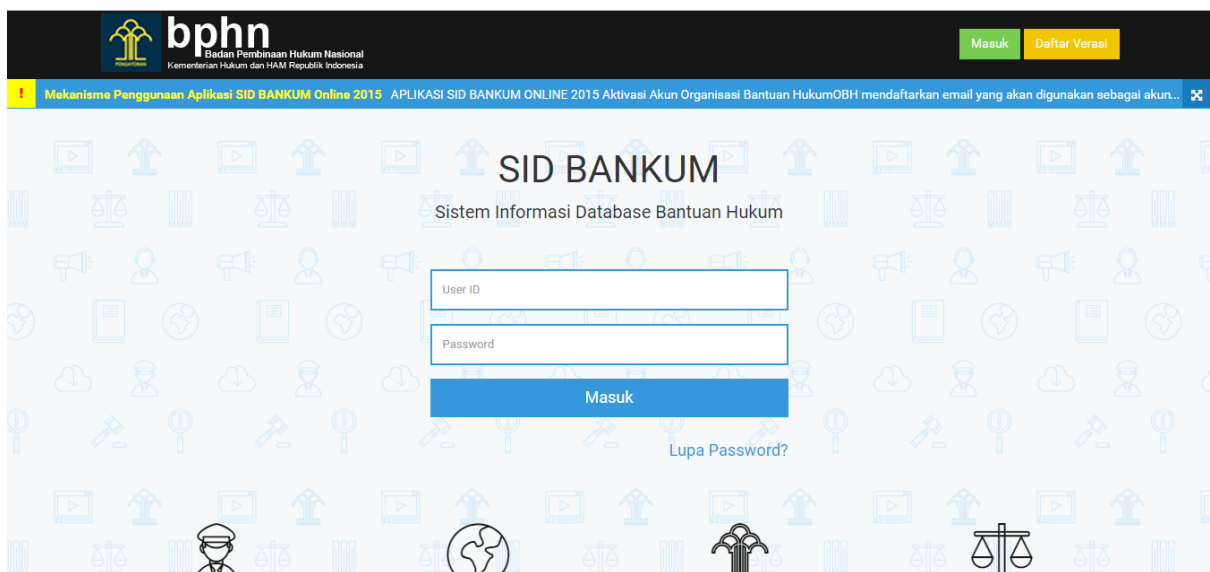 bphn
Badan Pembinaan Hukum Nasional
Kementerian Hukum dan HAM Republik Indonesia
PENGAYOMAN
Masuk
Daftar Verasi
! Mekanisme Penggunaan Aplikasi SID BANKUM Online 2015 APLIKASI SID BANKUM ONLINE 2015 Aktivasi Akun Organisasi Bantuan HukumOBH mendaftarkan email yang akan digunakan sebagai akun...
SID BANKUM
Sistem Informasi Database Bantuan Hukum
User ID
Password
Masuk
Lupa Password?